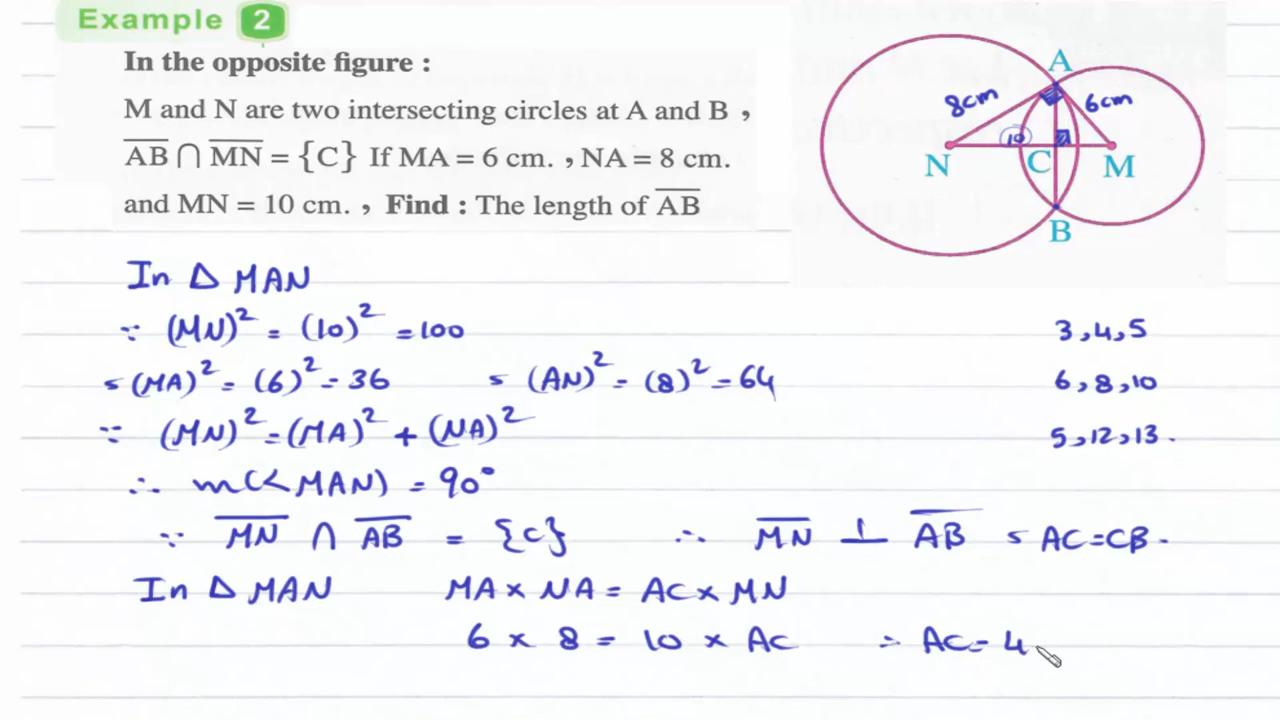 Example 2
In the opposite figure :
M and N are two intersecting circles at A and B ,
AB ∩ MN = {C} If MA = 6 cm. , NA = 8 cm.
and MN = 10 cm. , Find : The length of AB
A
8cm
6cm
10
N
C
M
B
In △ MAN
∵ (MN)² = (10)² = 100
3,4,5
, (MA)² = (6)² = 36 , (AN)² = (8)² = 64
6,8,10
∵ (MN)² = (MA)² + (NA)²
5,12,13.
∴ m(< MAN) = 90°
∵ MN ∩ AB = {C} ∴ MN ⊥ AB , AC = CB.
In △ MAN MA × NA = AC × MN
6 × 8 = 10 × AC ∴ AC = 4